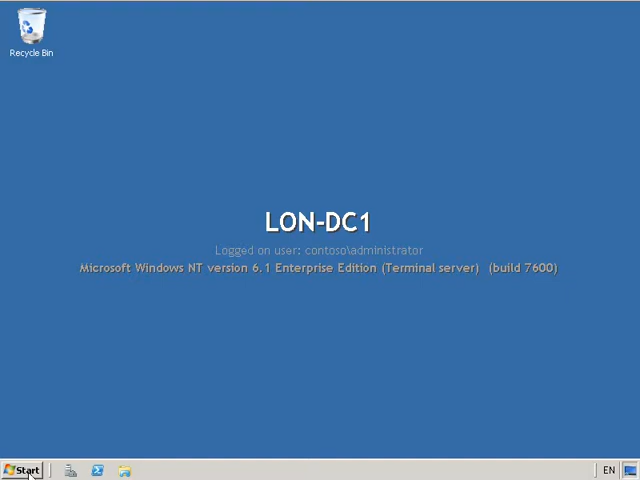 Recycle Bin
LON-DC1
Logged on user: contoso\administrator
Microsoft Windows NT version 6.1 Enterprise Edition (Terminal server) (build 7600)
Start
EN